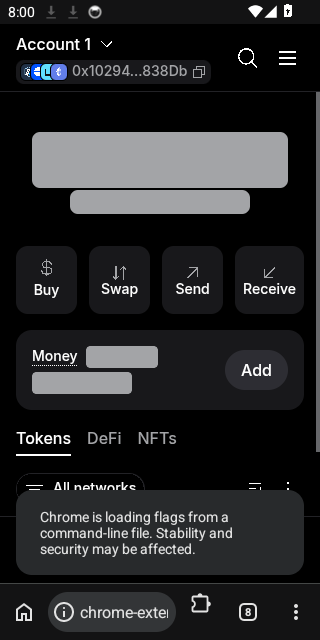 8:00
Account 1
0x10294...838Db
Buy
Swap
Send
Receive
Money
Add
Tokens
DeFi
NFTs
All networks
Chrome is loading flags from a
command-line file. Stability and
security may be affected.
chrome-exte
8